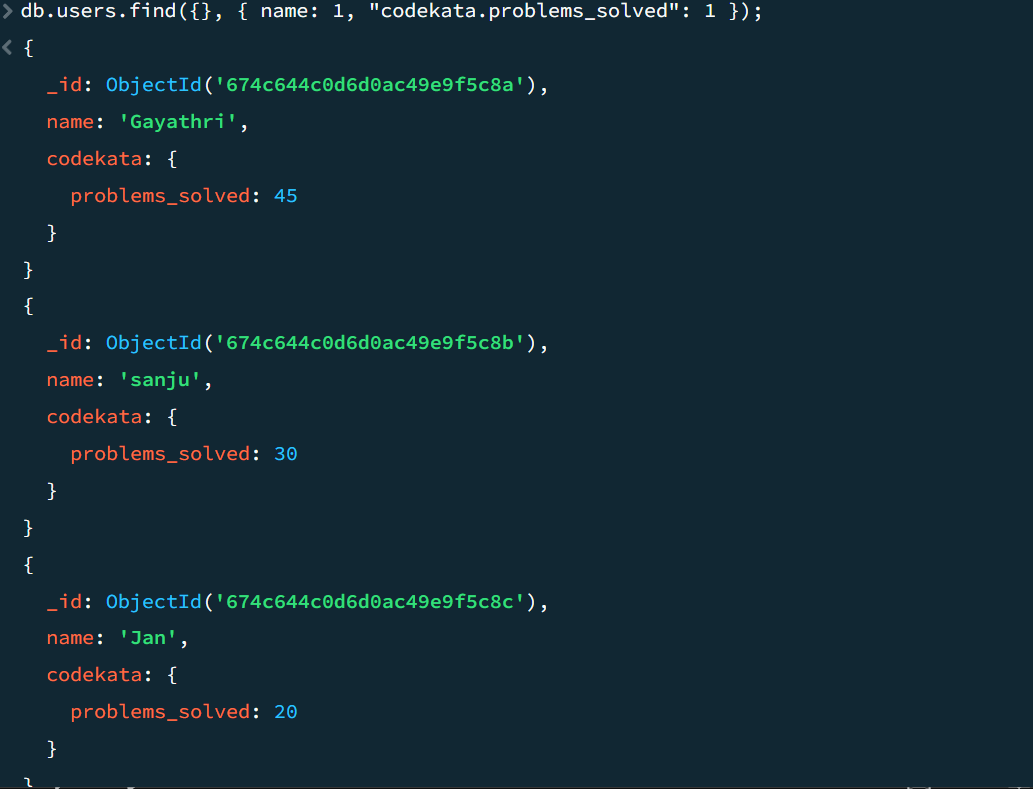 > db.users.find({}, { name: 1, "codekata.problems_solved": 1 });
< {
_id: ObjectId('674c644c0d6d0ac49e9f5c8a'),
name: 'Gayathri',
codekata: {
problems_solved: 45
}
}
{
_id: ObjectId('674c644c0d6d0ac49e9f5c8b'),
name: 'sanju',
codekata: {
problems_solved: 30
}
}
{
_id: ObjectId('674c644c0d6d0ac49e9f5c8c'),
name: 'Jan',
codekata: {
problems_solved: 20
}
}